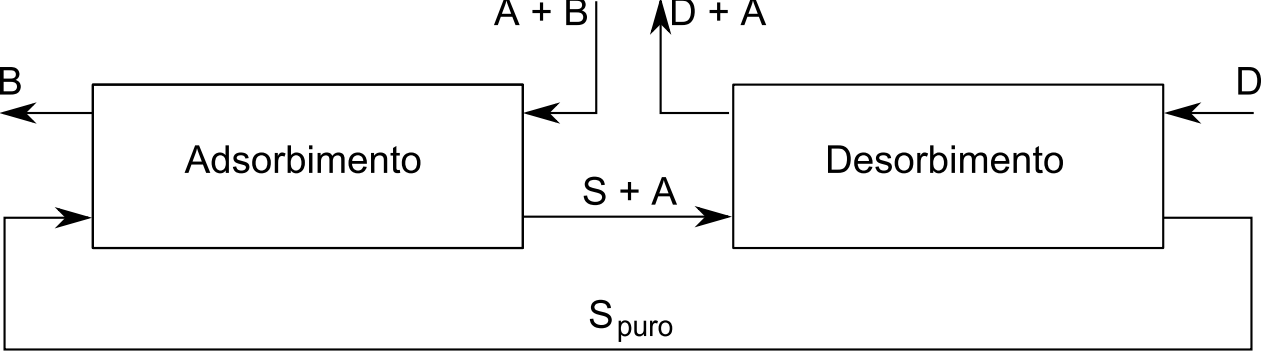 A + B
D + A
B
D
Adsorbimento
Desorbimento
S + A
Spuro